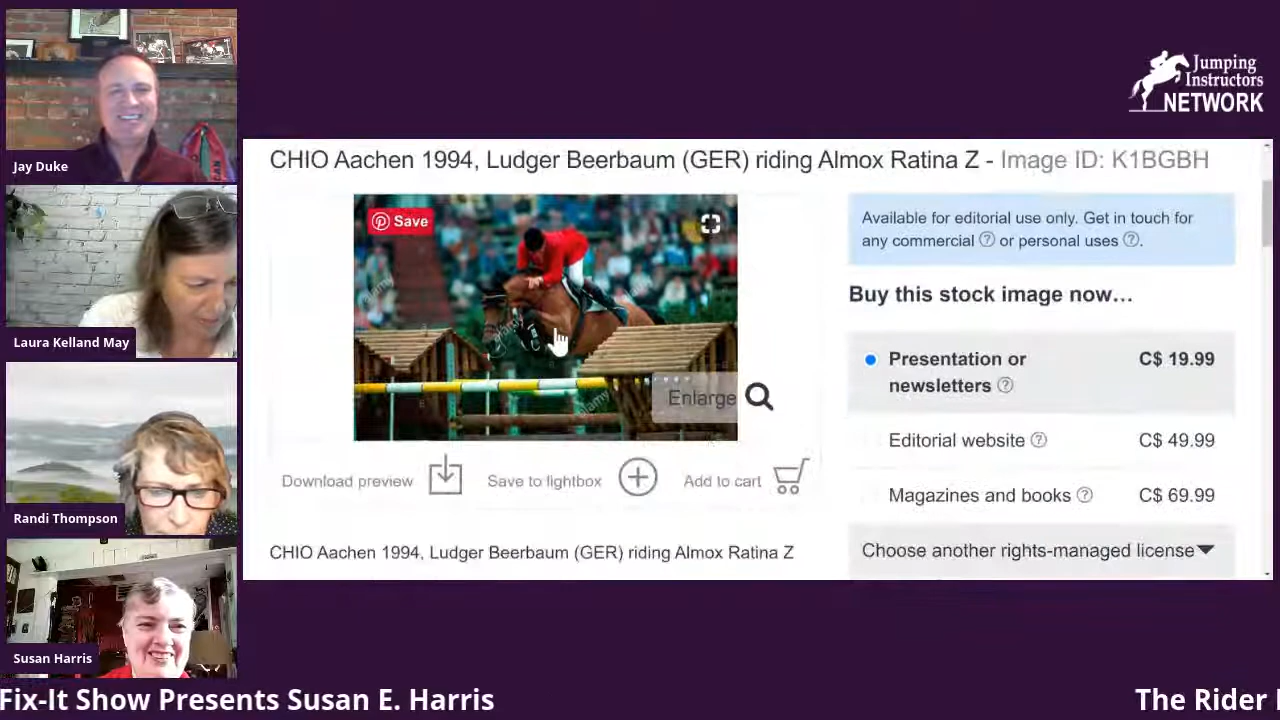 Jay Duke
Laura Kelland May
Randi Thompson
Susan Harris
Jumping
Instructors
NETWORK
CHIO Aachen 1994, Ludger Beerbaum (GER) riding Almox Ratina Z - Image ID: K1BGBH
Save
alamy
Enlarge
Download preview
Save to lightbox
Add to cart
CHIO Aachen 1994, Ludger Beerbaum (GER) riding Almox Ratina Z
Available for editorial use only. Get in touch for
any commercial ? or personal uses ?.
Buy this stock image now…
Presentation or
newsletters ? C$ 19.99
Editorial website ? C$ 49.99
Magazines and books ? C$ 69.99
Choose another rights-managed license
Fix-It Show Presents Susan E. Harris
The Rider